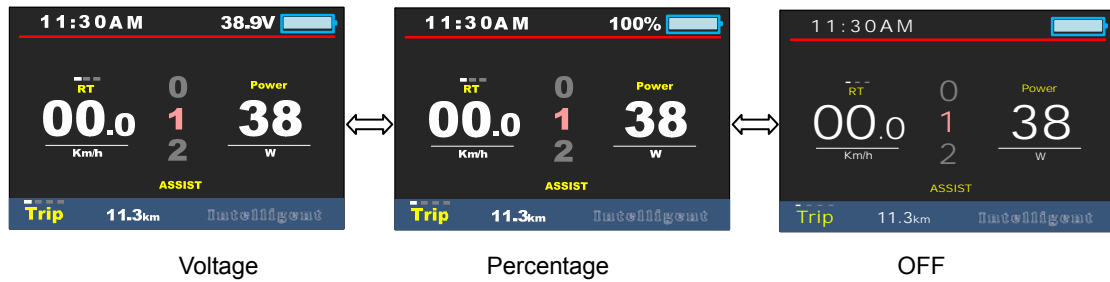 11:30AM 38.9V
RT 0 Power
00.0 1 38
Km/h 2 W
ASSIST
Trip 11.3km Intelligent
Voltage
11:30AM 100%
RT 0 Power
00.0 1 38
Km/h 2 W
ASSIST
Trip 11.3km Intelligent
Percentage
11:30AM
RT 0 Power
00.0 1 38
Km/h 2 W
ASSIST
Trip 11.3km Intelligent
OFF